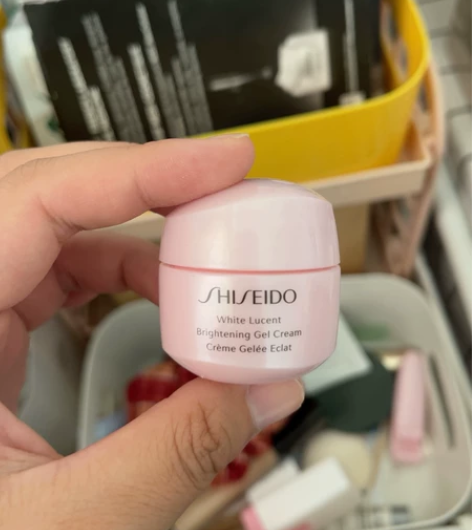 SHISEIDO
White Lucent
Brightening Gel Cream
Crème Gelée Eclat